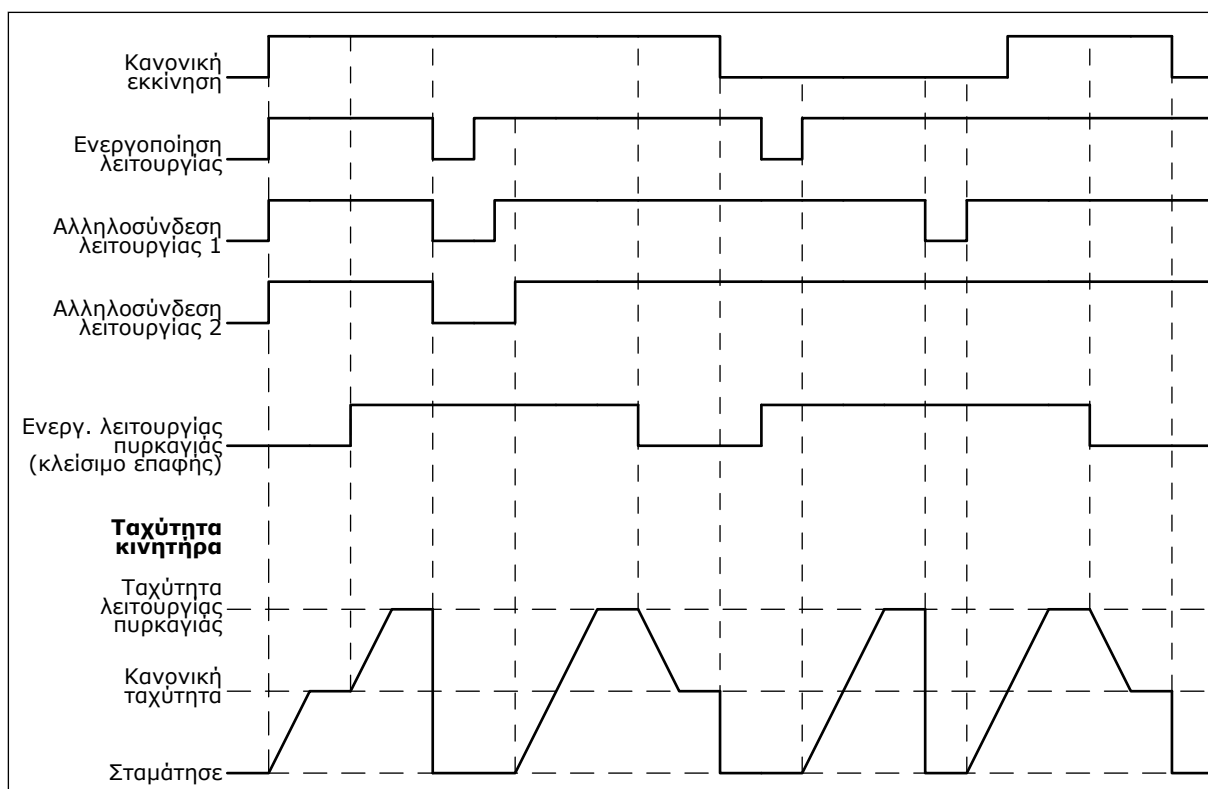 Κανονική
εκκίνηση
Ενεργοποίηση
λειτουργίας
Αλληλοσύνδεση
λειτουργίας 1
Αλληλοσύνδεση
λειτουργίας 2
Ενεργ. λειτουργίας
πυρκαγιάς
(κλείσιμο επαφής)
Ταχύτητα
κινητήρα
Ταχύτητα
λειτουργίας
πυρκαγιάς
Κανονική
ταχύτητα
Σταμάτησε